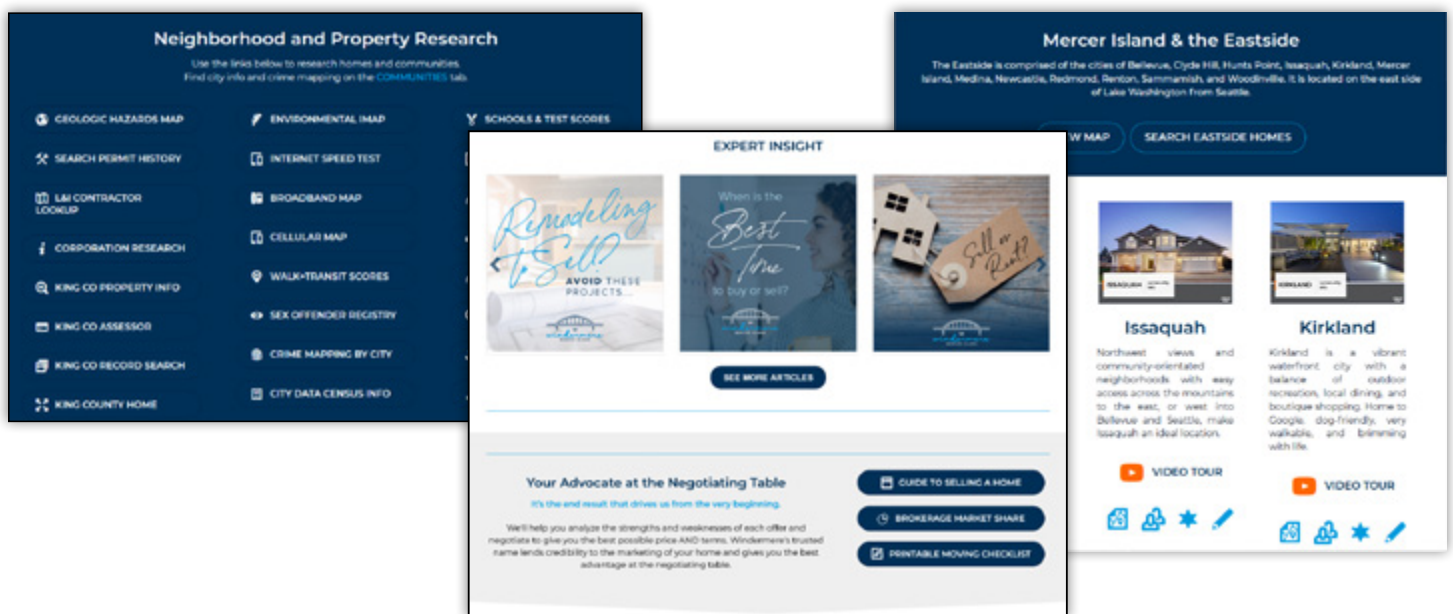 Neighborhood and Property Research
Use the links below to research homes and communities.
Find city info and crime mapping on the COMMUNITIES tab.
GEOLOGIC HAZARDS MAP
SEARCH PERMIT HISTORY
L&I CONTRACTOR
LOOKUP
CORPORATION RESEARCH
KING CO PROPERTY INFO
KING CO ASSESSOR
KING CO RECORD SEARCH
KING COUNTY HOME
ENVIRONMENTAL IMAP
INTERNET SPEED TEST
BROADBAND MAP
CELLULAR MAP
WALK+TRANSIT SCORES
SEX OFFENDER REGISTRY
CRIME MAPPING BY CITY
CITY DATA CENSUS INFO
SCHOOLS & TEST SCORES
EXPERT INSIGHT
Remodeling
to Sell?
AVOID THESE
PROJECTS...
windermere
When is the
Best
Time
to buy or sell?
windermere
Sell or
Rent?
windermere
SEE MORE ARTICLES
Your Advocate at the Negotiating Table
It's the end result that drives us from the very beginning.
We'll help you analyze the strengths and weaknesses of each offer and
negotiate to give you the best possible price AND terms. Windermere's trusted
name lends credibility to the marketing of your home and gives you the best
advantage at the negotiating table.
GUIDE TO SELLING A HOME
BROKERAGE MARKET SHARE
PRINTABLE MOVING CHECKLIST
Mercer Island & the Eastside
The Eastside is comprised of the cities of Bellevue, Clyde Hill, Hunts Point, Issaquah, Kirkland, Mercer
Island, Medina, Newcastle, Redmond, Renton, Sammamish, and Woodinville. It is located on the east side
of Lake Washington from Seattle.
W MAP
SEARCH EASTSIDE HOMES
ISSAQUAH
Issaquah
Northwest views and
community-orientated
neighborhoods with easy
access across the mountains
to the east, or west into
Bellevue and Seattle, make
Issaquah an ideal location.
VIDEO TOUR
KIRKLAND
Kirkland
Kirkland is a vibrant
waterfront city with a
balance of outdoor
recreation, local dining, and
boutique shopping. Home to
Google, dog-friendly, very
walkable, and brimming
with life.
VIDEO TOUR